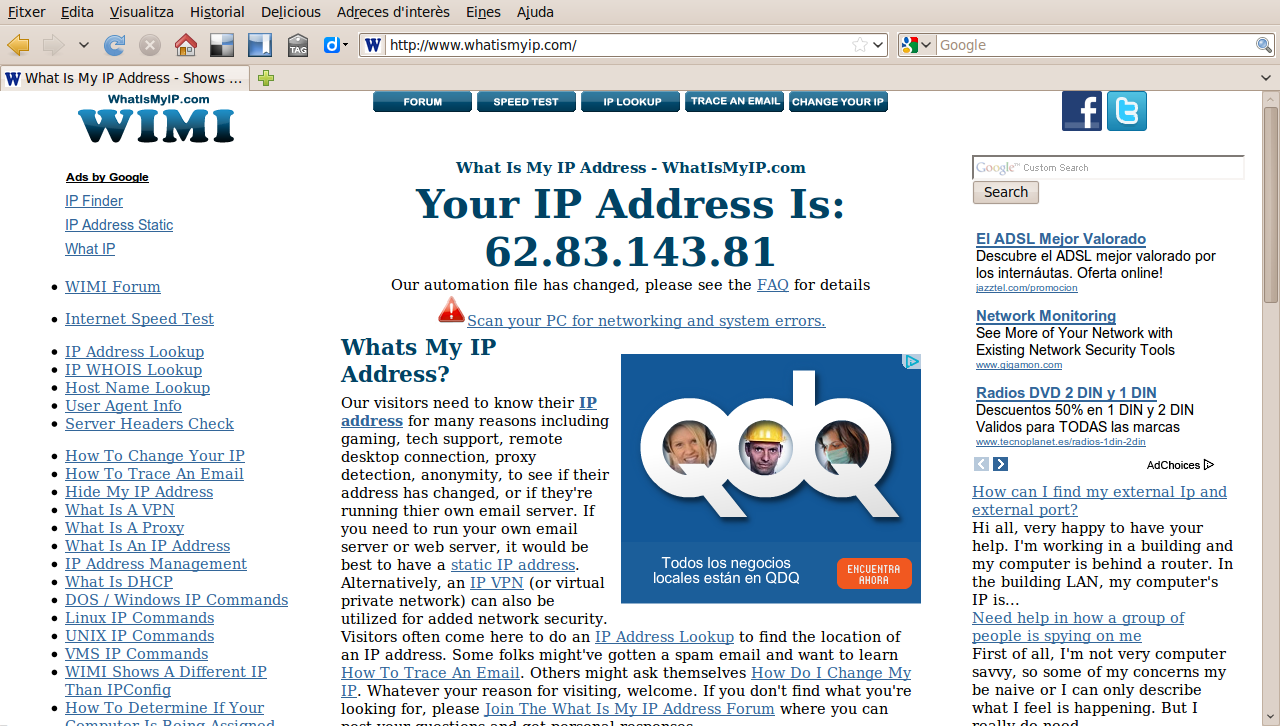 Fitxer Edita Visualitza Historial Delicious Adreces d'interès Eines Ajuda
TAG
http://www.whatismyip.com/
Google
What Is My IP Address - Shows ...
WhatIsMyIP.com
WIMI
FORUM
SPEED TEST
IP LOOKUP
TRACE AN EMAIL
CHANGE YOUR IP
Ads by Google
IP Finder
IP Address Static
What IP
WIMI Forum
Internet Speed Test
IP Address Lookup
IP WHOIS Lookup
Host Name Lookup
User Agent Info
Server Headers Check
How To Change Your IP
How To Trace An Email
Hide My IP Address
What Is A VPN
What Is A Proxy
What Is An IP Address
IP Address Management
What Is DHCP
DOS / Windows IP Commands
Linux IP Commands
UNIX IP Commands
VMS IP Commands
WIMI Shows A Different IP
Than IPConfig
How To Determine If Your
Computer Is Being Assigned
What Is My IP Address - WhatIsMyIP.com
Your IP Address Is:
62.83.143.81
Our automation file has changed, please see the FAQ for details
Scan your PC for networking and system errors.
Whats My IP
Address?
Our visitors need to know their IP
address for many reasons including
gaming, tech support, remote
desktop connection, proxy
detection, anonymity, to see if their
address has changed, or if they're
running thier own email server. If
you need to run your own email
server or web server, it would be
best to have a static IP address.
Alternatively, an IP VPN (or virtual
private network) can also be
utilized for added network security.
Visitors often come here to do an IP Address Lookup to find the location of
an IP address. Some folks might've gotten a spam email and want to learn
How To Trace An Email. Others might ask themselves How Do I Change My
IP. Whatever your reason for visiting, welcome. If you don't find what you're
looking for, please Join The What Is My IP Address Forum where you can
post your questions and get personal responses.
QDQ
Todos los negocios
locales están en QDQ
ENCUENTRA
AHORA
Google™ Custom Search
Search
El ADSL Mejor Valorado
Descubre el ADSL mejor valorado por
los internáutas. Oferta online!
jazztel.com/promocion
Network Monitoring
See More of Your Network with
Existing Network Security Tools
www.gigamon.com
Radios DVD 2 DIN y 1 DIN
Descuentos 50% en 1 DIN y 2 DIN
Validos para TODAS las marcas
www.tecnoplanet.es/radios-1din-2din
AdChoices
How can I find my external Ip and
external port?
Hi all, very happy to have your
help. I'm working in a building and
my computer is behind a router. In
the building LAN, my computer's
IP is...
Need help in how a group of
people is spying on me
First of all, I'm not very computer
savvy, so some of my concerns my
be naive or I can only describe
what I feel is happening. But I
really do need